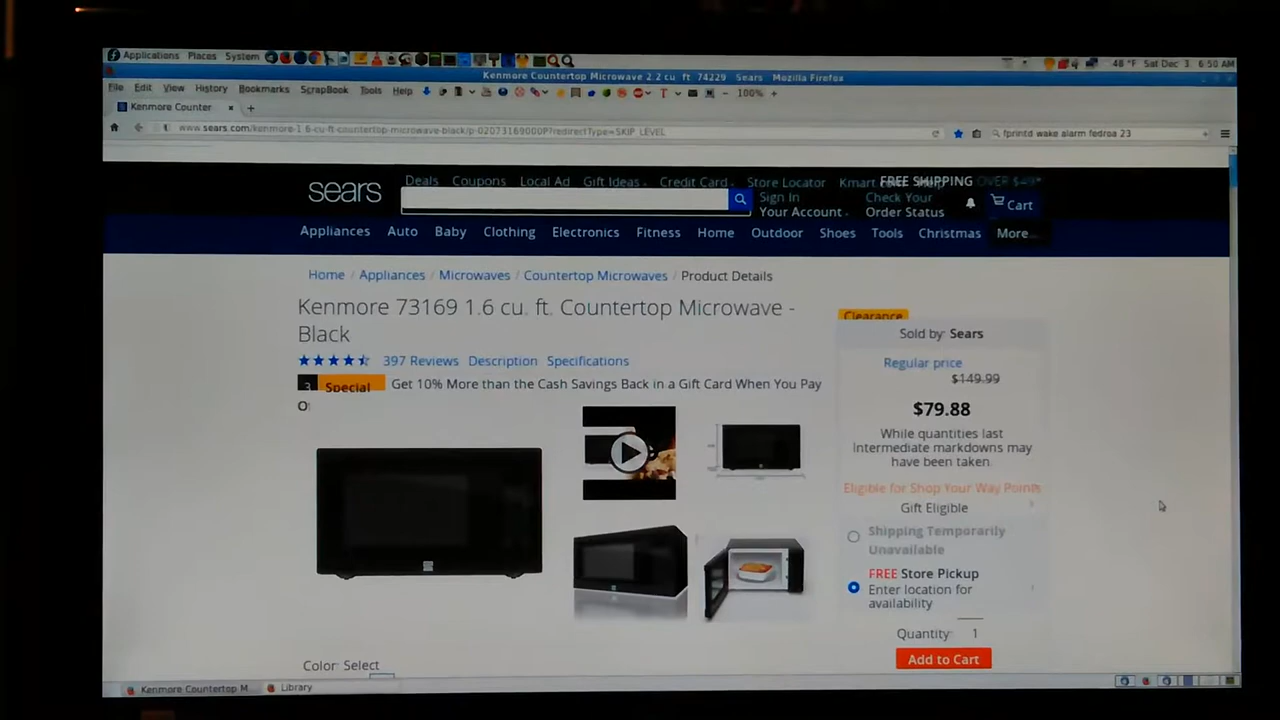 Applications Places System
48 °F Sat Dec 3, 6:50 AM
Kenmore Countertop Microwave 2.2 cu. ft. 74229 Sears Mozilla Firefox
File Edit View History Bookmarks ScrapBook Tools Help
100%
Kenmore Counter
www.sears.com/kenmore-1.6-cu-ft-countertop-microwave-black/p-02073169000P?redirectType=SKIP_LEVEL
fprintd wake alarm fedroa 23
sears
Deals Coupons Local Ad Gift Ideas Credit Card Store Locator
FREE SHIPPING OVER $49*
Sign In
Your Account
Check Your
Order Status
Cart
Appliances Auto Baby Clothing Electronics Fitness Home Outdoor Shoes Tools Christmas More
Home / Appliances / Microwaves / Countertop Microwaves / Product Details
Kenmore 73169 1.6 cu. ft. Countertop Microwave -
Black
397 Reviews Description Specifications
3 Special Get 10% More than the Cash Savings Back in a Gift Card When You Pay
Clearance
Sold by: Sears
Regular price
$149.99
$79.88
While quantities last
Intermediate markdowns may
have been taken.
Eligible for Shop Your Way Points
Gift Eligible
Shipping Temporarily
Unavailable
FREE Store Pickup
Enter location for
availability
Quantity 1
Add to Cart
Color: Select
Kenmore Countertop M...
Library